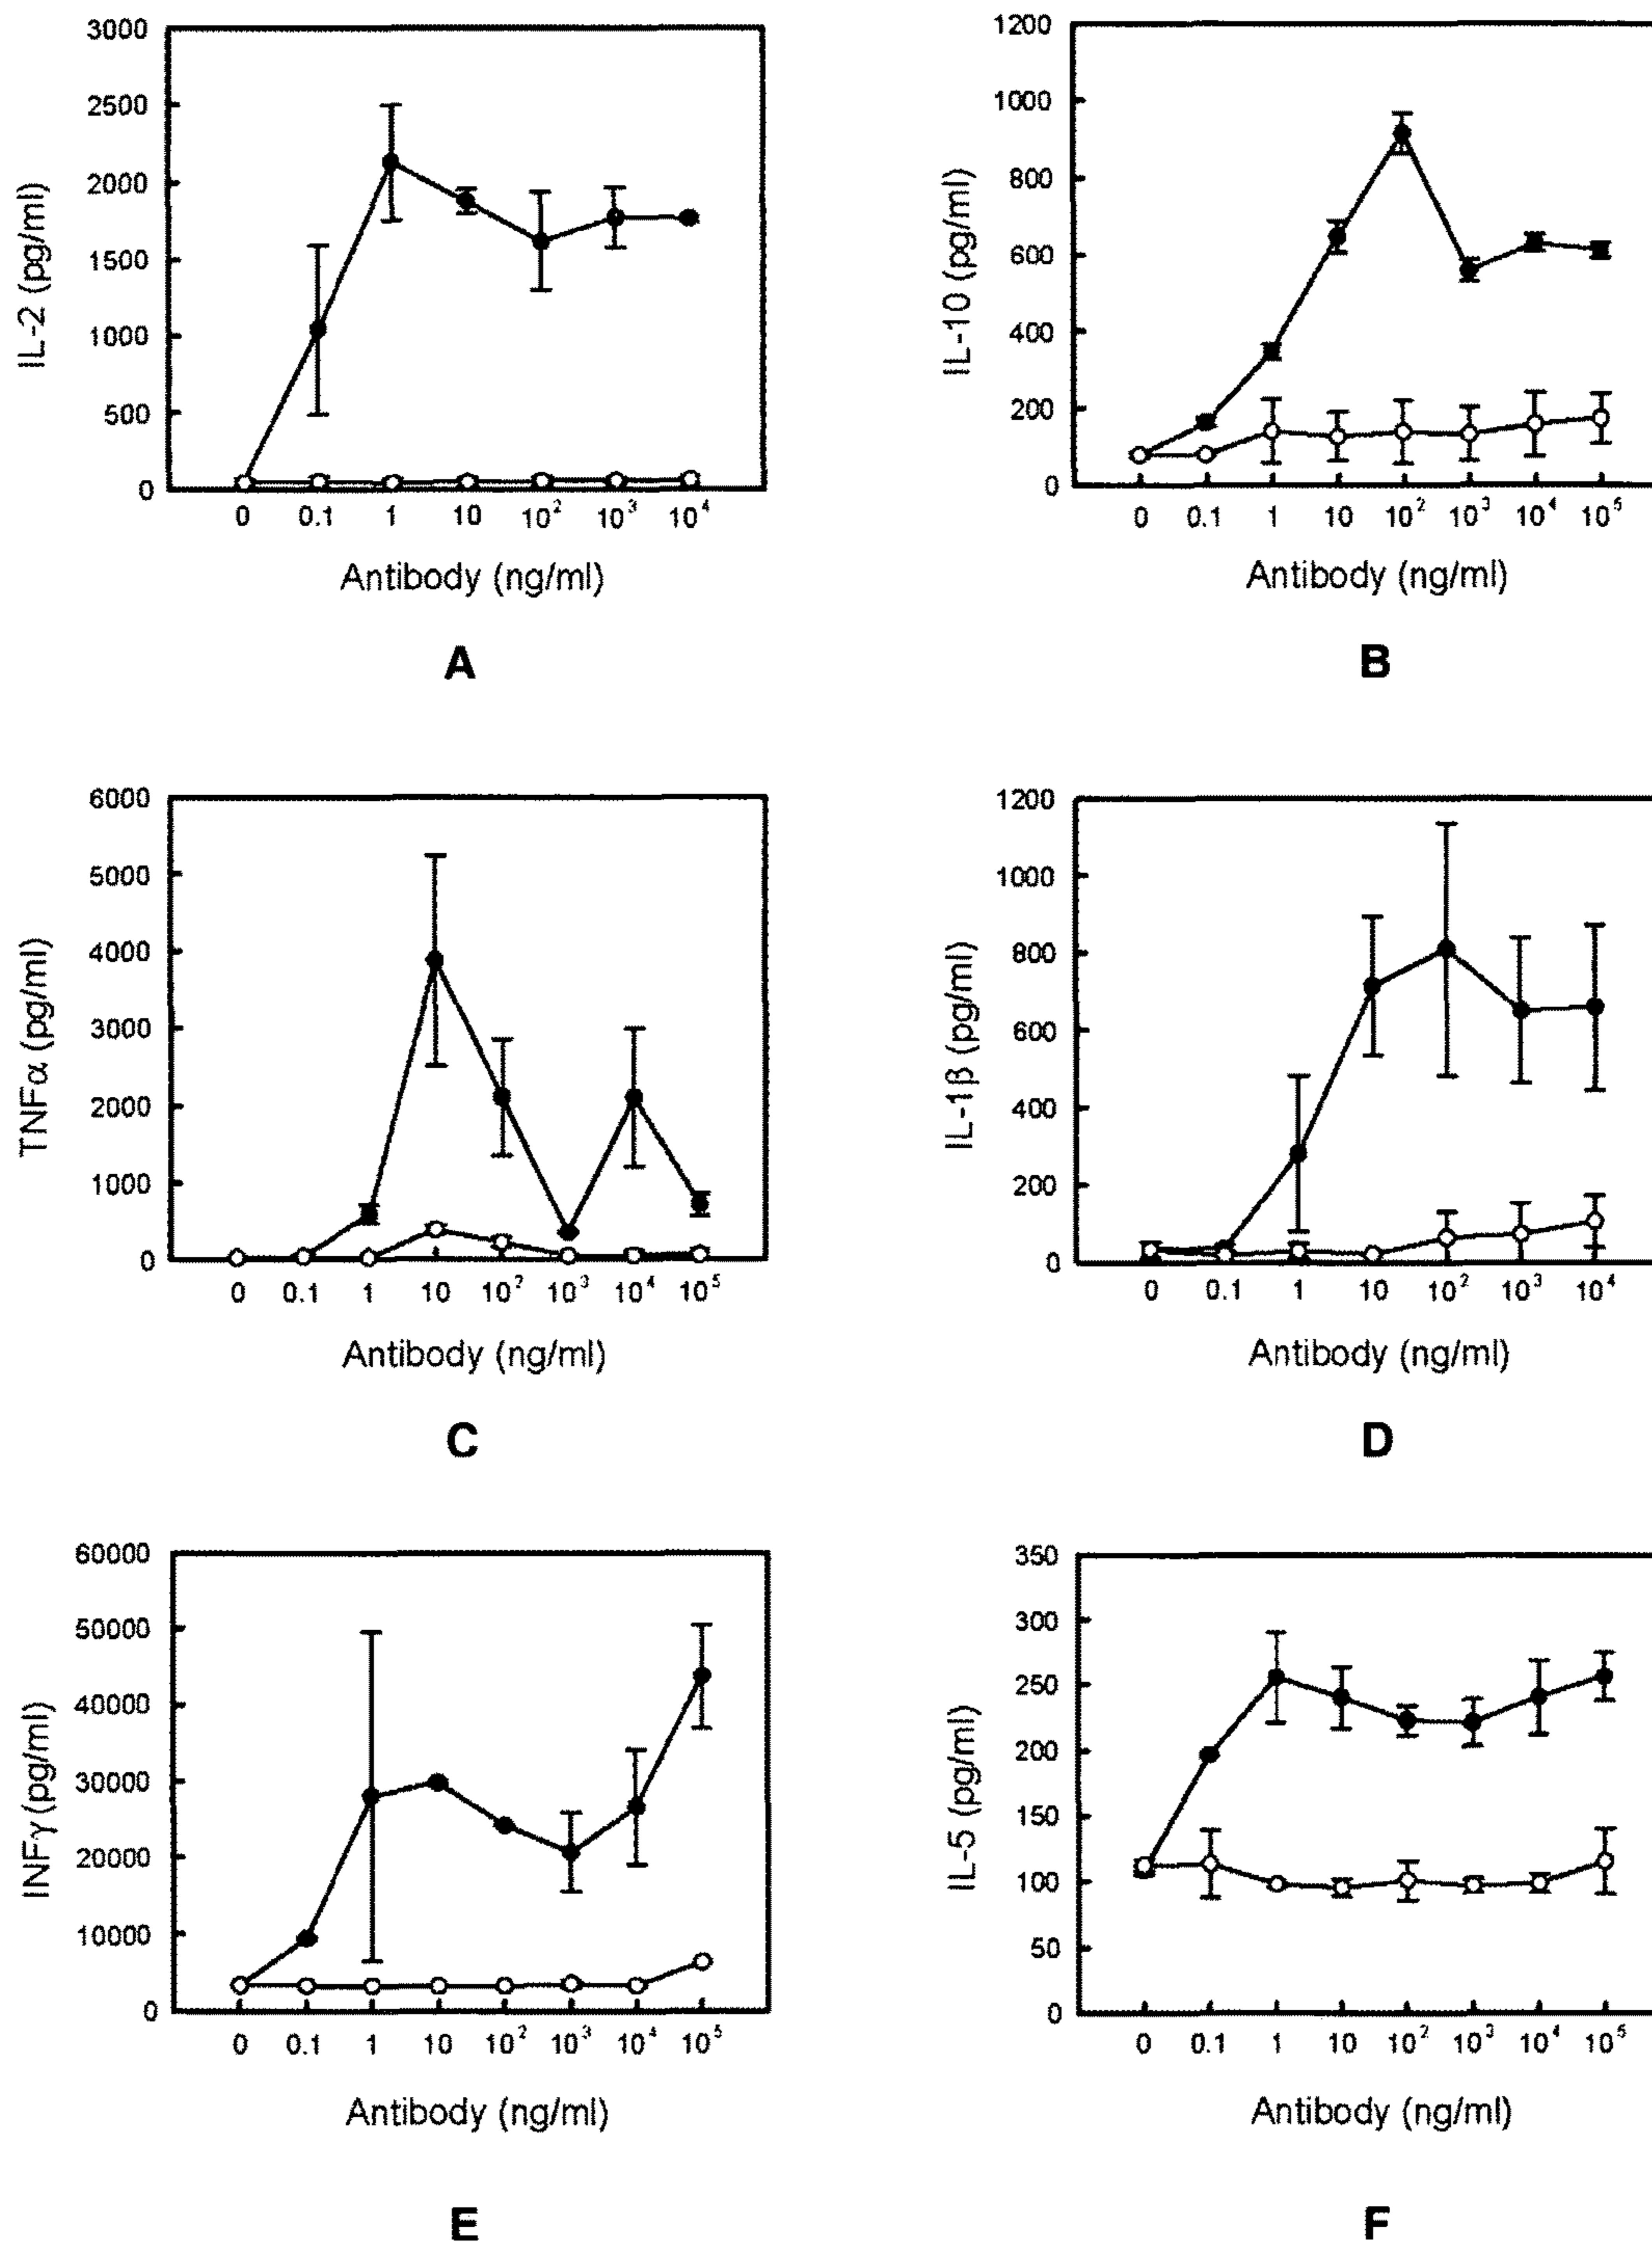 3000
2500
2000
1500
1000
500
0
IL-2 (pg/ml)
0 0.1 1 10 10² 10³ 10⁴
Antibody (ng/ml)
A
1200
1000
800
600
400
200
0
IL-10 (pg/ml)
0 0.1 1 10 10² 10³ 10⁴ 10⁵
Antibody (ng/ml)
B
6000
5000
4000
3000
2000
1000
0
TNFα (pg/ml)
0 0.1 1 10 10² 10³ 10⁴ 10⁵
Antibody (ng/ml)
C
1200
1000
800
600
400
200
0
IL-1β (pg/ml)
0 0.1 1 10 10² 10³ 10⁴
Antibody (ng/ml)
D
60000
50000
40000
30000
20000
10000
0
INFγ (pg/ml)
0 0.1 1 10 10² 10³ 10⁴ 10⁵
Antibody (ng/ml)
E
350
300
250
200
150
100
50
0
IL-5 (pg/ml)
0 0.1 1 10 10² 10³ 10⁴ 10⁵
Antibody (ng/ml)
F